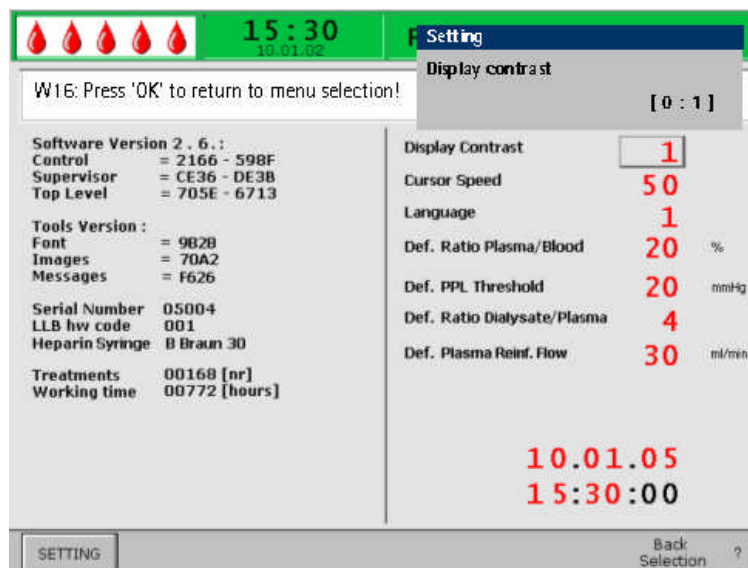 15:30
10.01.02
Setting
Display contrast
[0:1]
W16: Press 'OK' to return to menu selection!
Software Version 2 . 6 . :
Control = 2166 - 598F
Supervisor = CE36 - DE3B
Top Level = 705E - 6713
Tools Version :
Font = 9B2B
Images = 70A2
Messages = F626
Serial Number 05004
LLB hw code 001
Heparin Syringe B Braun 30
Treatments 00168 [nr]
Working time 00772 [hours]
Display Contrast 1
Cursor Speed 50
Language 1
Def. Ratio Plasma/Blood 20 %
Def. PPL Threshold 20 mmHg
Def. Ratio Dialysate/Plasma 4
Def. Plasma Reinf. Flow 30 ml/min
10.01.05
15:30:00
SETTING
Back
Selection ?